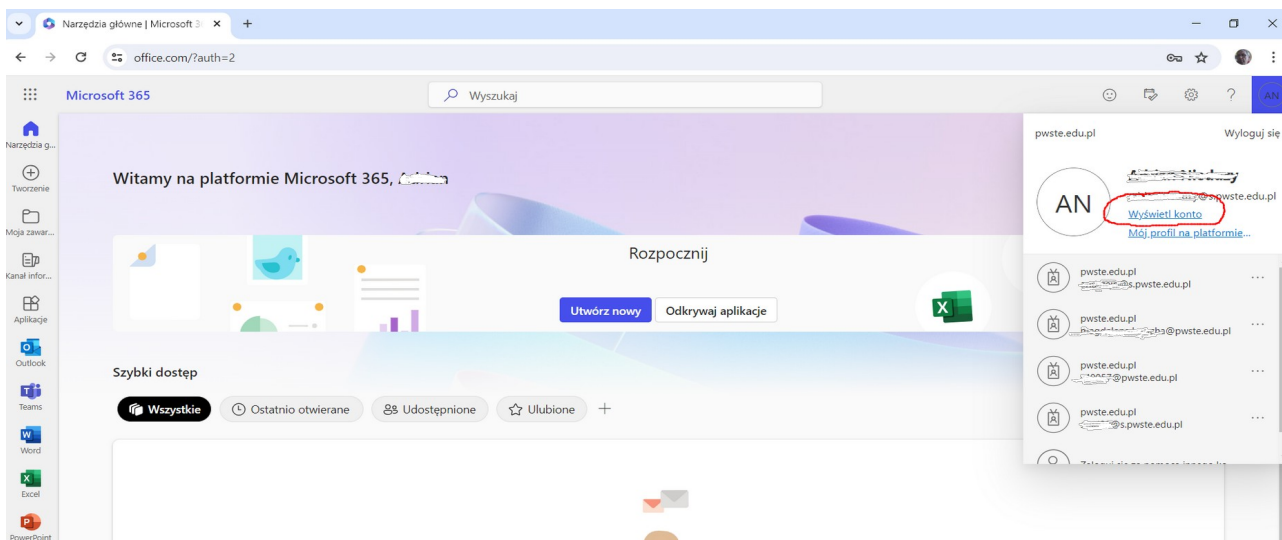 Narzędzia główne | Microsoft 3
office.com/?auth=2
Microsoft 365
Wyszukaj
AN
Narzędzia g...
Tworzenie
Moja zawar...
Kanał infor...
Aplikacje
Outlook
Teams
Word
Excel
PowerPoint
Witamy na platformie Microsoft 365,
Rozpocznij
Utwórz nowy
Odkrywaj aplikacje
Szybki dostęp
Wszystkie
Ostatnio otwierane
Udostępnione
Ulubione
pwste.edu.pl
Wyloguj się
AN
@s.pwste.edu.pl
Wyświetl konto
Mój profil na platformie...
pwste.edu.pl
@s.pwste.edu.pl
pwste.edu.pl
@pwste.edu.pl
pwste.edu.pl
@pwste.edu.pl
pwste.edu.pl
@s.pwste.edu.pl